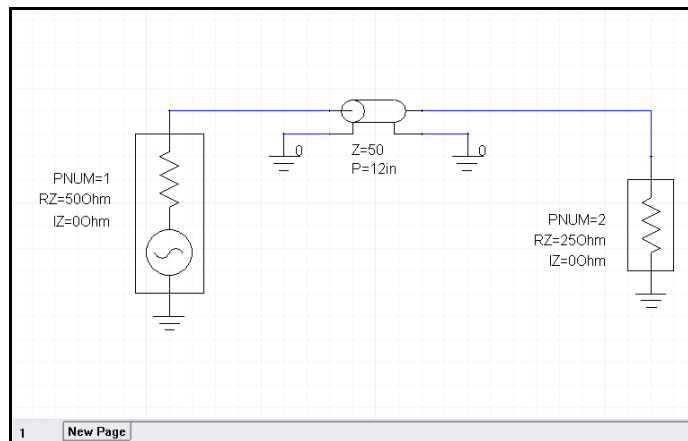 0
0
Z=50
P=12in
PNUM=1
RZ=50Ohm
IZ=0Ohm
PNUM=2
RZ=25Ohm
IZ=0Ohm
1
New Page